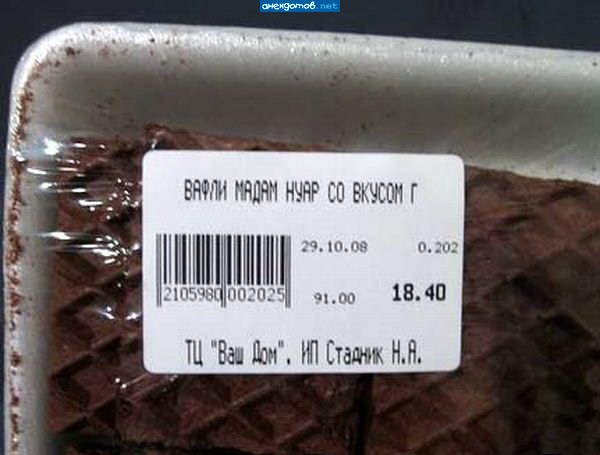 анекдотов.net
ВАФЛИ МАДАМ НУАР СО ВКУСОМ Г
29.10.08 0.202
2105980 002025 91.00 18.40
ТЦ "Ваш Дом". ИП Стадник Н.А.